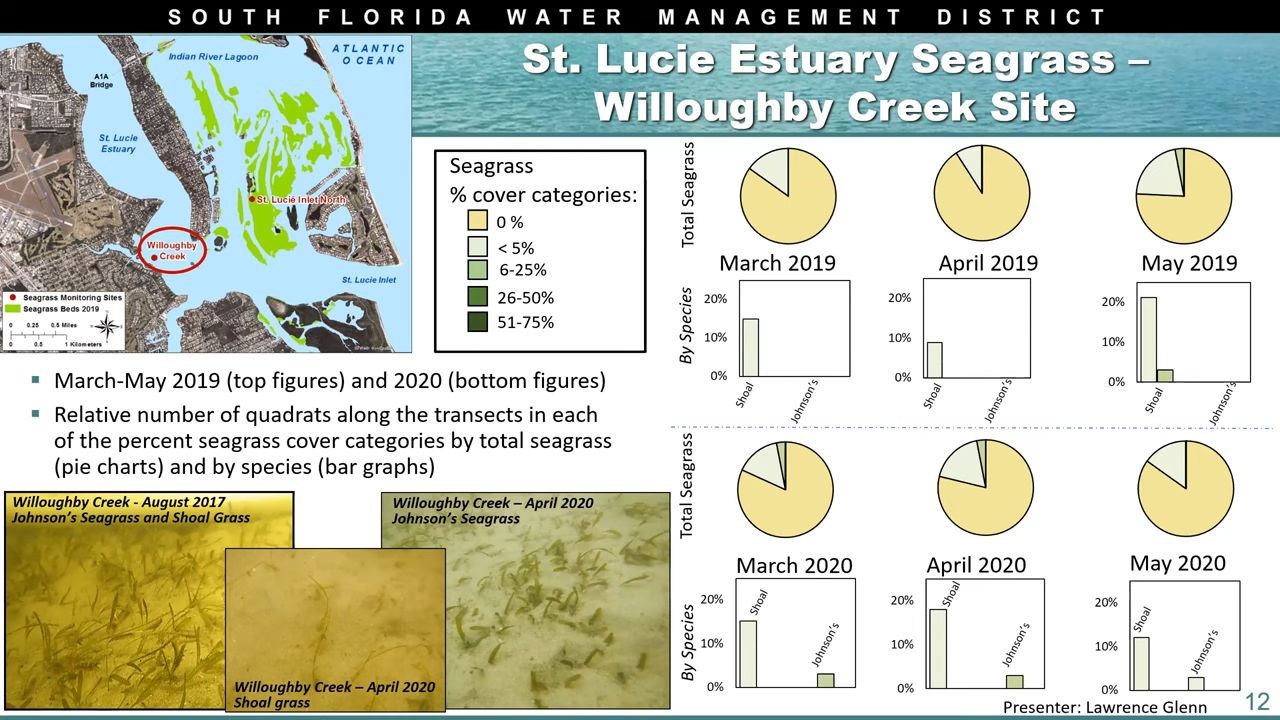 SOUTH FLORIDA WATER MANAGEMENT DISTRICT
St. Lucie Estuary Seagrass –
Willoughby Creek Site
ATLANTIC
OCEAN
Indian River Lagoon
A1A
Bridge
St. Lucie
Estuary
St. Lucie Inlet North
Willoughby
Creek
St. Lucie Inlet
Seagrass Monitoring Sites
Seagrass Beds 2019
0 0.25 0.5 Miles
0 0.5 1 Kilometers
Seagrass
% cover categories:
0 %
< 5%
6-25%
26-50%
51-75%
March-May 2019 (top figures) and 2020 (bottom figures)
Relative number of quadrats along the transects in each
of the percent seagrass cover categories by total seagrass
(pie charts) and by species (bar graphs)
Willoughby Creek - August 2017
Johnson's Seagrass and Shoal Grass
Willoughby Creek – April 2020
Shoal grass
Willoughby Creek – April 2020
Johnson's Seagrass
Total Seagrass
March 2019
April 2019
May 2019
By Species
20%
10%
0%
Shoal
Johnson's
20%
10%
0%
Shoal
Johnson's
20%
10%
0%
Shoal
Johnson's
Total Seagrass
March 2020
April 2020
May 2020
By Species
20%
10%
0%
Shoal
Johnson's
20%
10%
0%
Shoal
Johnson's
20%
10%
0%
Shoal
Johnson's
Presenter: Lawrence Glenn
12